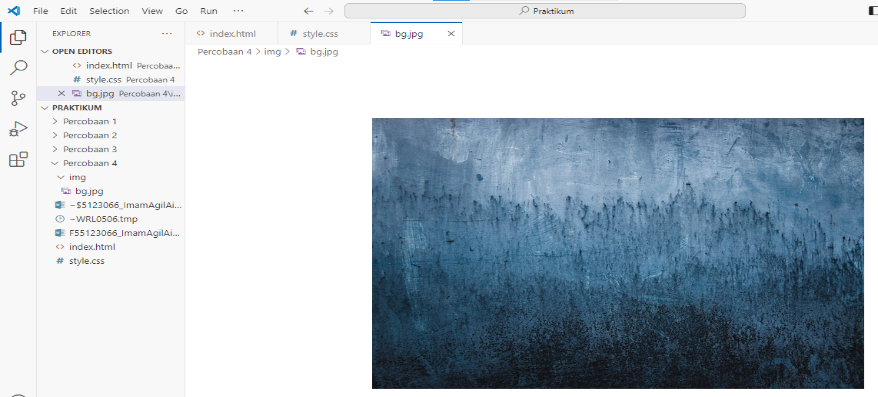 File Edit Selection View Go Run ··· Praktikum
EXPLORER ···
OPEN EDITORS
index.html Percobaa...
style.css Percobaan 4
bg.jpg Percobaan 4\i...
PRAKTIKUM
Percobaan 1
Percobaan 2
Percobaan 3
Percobaan 4
img
bg.jpg
~$5123066_ImamAgilAi...
~WRL0506.tmp
F55123066_ImamAgilAi...
index.html
style.css
index.html style.css bg.jpg
Percobaan 4 > img > bg.jpg